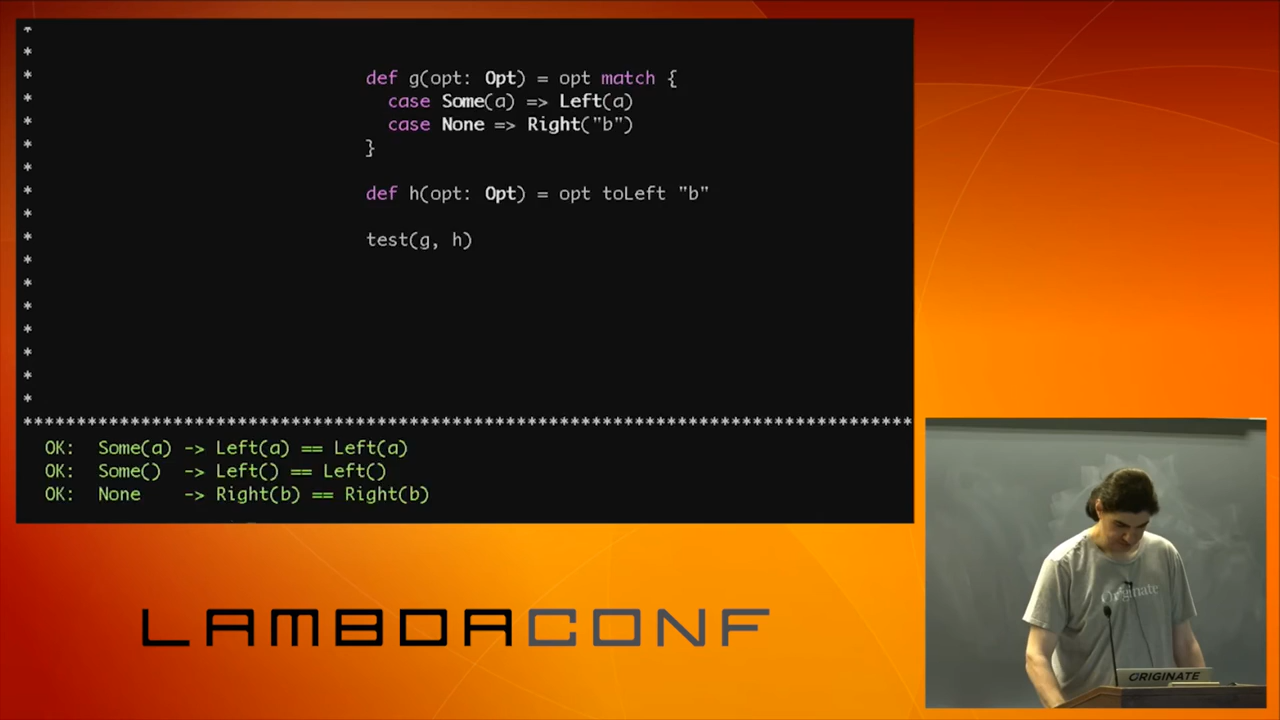 *
*
*
def g(opt: Opt) = opt match {
* case Some(a) => Left(a)
* case None => Right("b")
* }
*
* def h(opt: Opt) = opt toLeft "b"
*
* test(g, h)
*
*
*
*
*
*
***********************************************************************************
OK: Some(a) -> Left(a) == Left(a)
OK: Some() -> Left() == Left()
OK: None -> Right(b) == Right(b)
LAMBDACONF
Originate
ORIGINATE